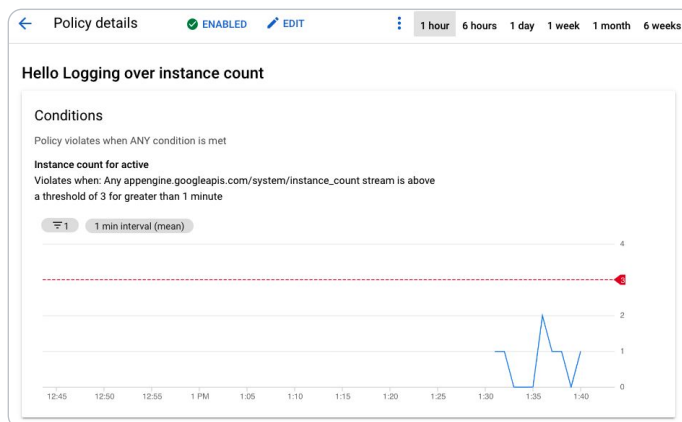 Policy details ENABLED EDIT 1 hour 6 hours 1 day 1 week 1 month 6 weeks
Hello Logging over instance count
Conditions
Policy violates when ANY condition is met
Instance count for active
Violates when: Any appengine.googleapis.com/system/instance_count stream is above
a threshold of 3 for greater than 1 minute
1 1 min interval (mean)
4
3
2
1
0
12:45 12:50 12:55 1 PM 1:05 1:10 1:15 1:20 1:25 1:30 1:35 1:40